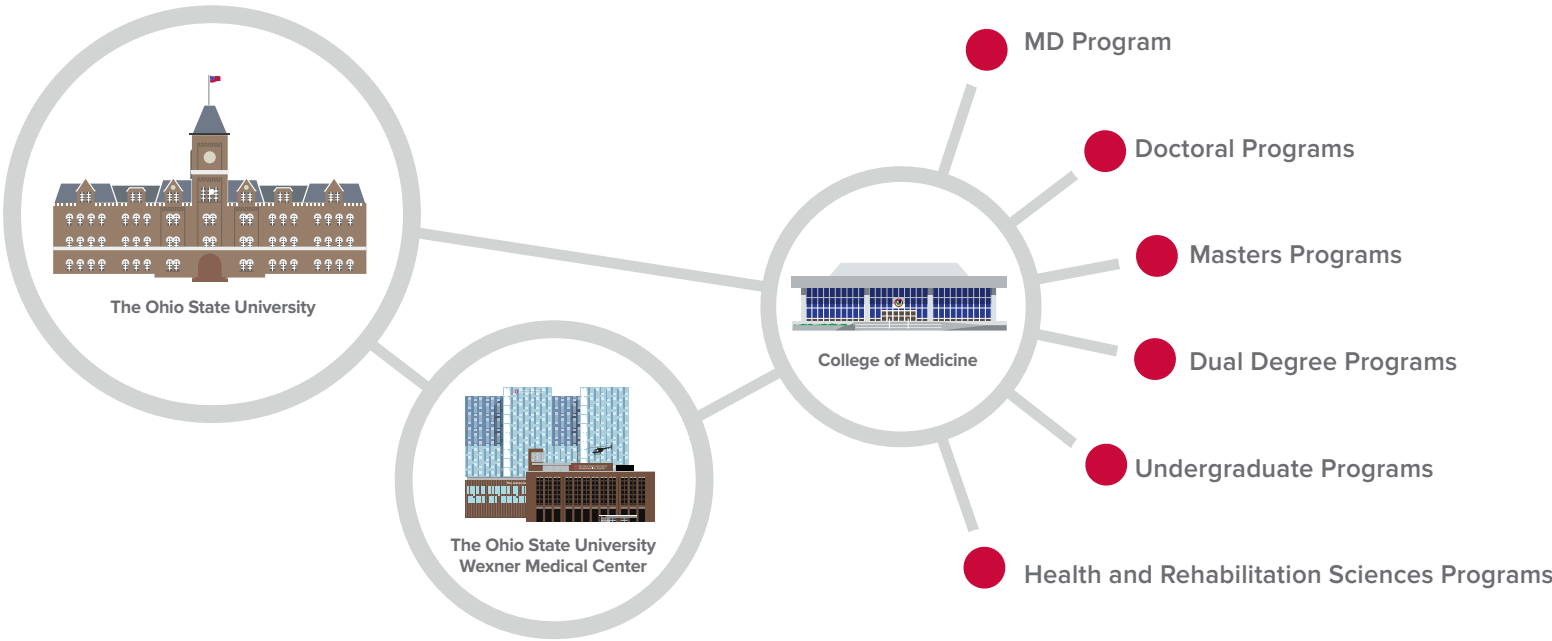 The Ohio State University
The Ohio State University
Wexner Medical Center
College of Medicine
MD Program
Doctoral Programs
Masters Programs
Dual Degree Programs
Undergraduate Programs
Health and Rehabilitation Sciences Programs